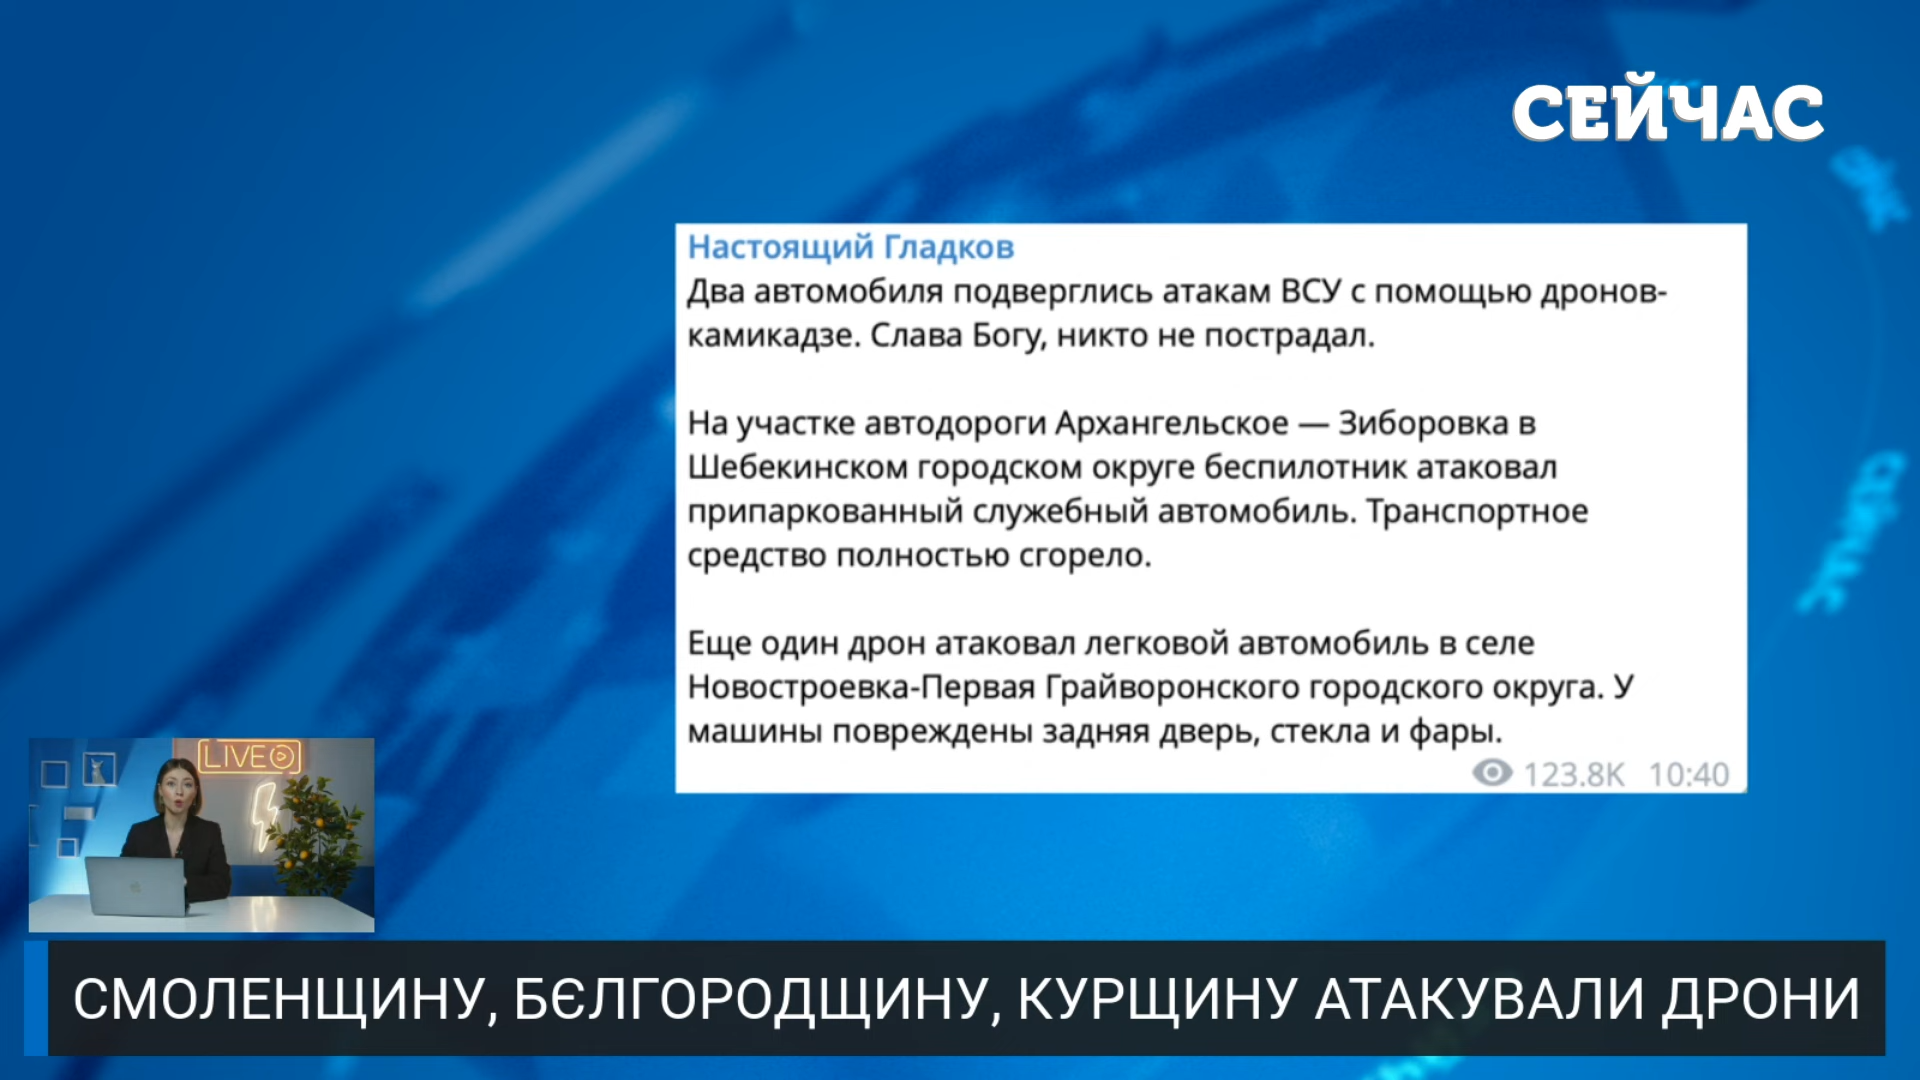 СЕЙЧАС
Настоящий Гладков
Два автомобиля подверглись атакам ВСУ с помощью дронов-
камикадзе. Слава Богу, никто не пострадал.
На участке автодороги Архангельское — Зиборовка в
Шебекинском городском округе беспилотник атаковал
припаркованный служебный автомобиль. Транспортное
средство полностью сгорело.
Еще один дрон атаковал легковой автомобиль в селе
Новостроевка-Первая Грайворонского городского округа. У
машины повреждены задняя дверь, стекла и фары.
123.8K 10:40
LIVE
СМОЛЕНЩИНУ, БЄЛГОРОДЩИНУ, КУРЩИНУ АТАКУВАЛИ ДРОНИ